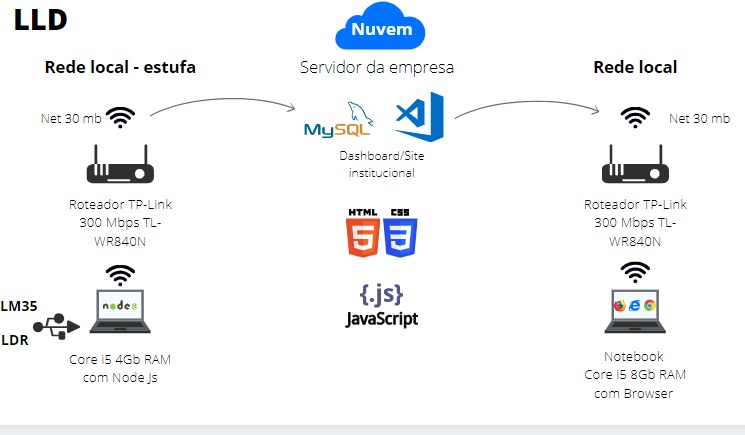 LLD
Nuvem
Rede local - estufa
Servidor da empresa
Rede local
Net 30 mb
MySQL
Net 30 mb
Dashboard/Site
institucional
Roteador TP-Link
300 Mbps TL-
WR840N
Roteador TP-Link
300 Mbps TL-
WR840N
HTML
CSS
5
3
{.js}
JavaScript
LM35
LDR
node
Core i5 4Gb RAM
com Node Js
Notebook
Core i5 8Gb RAM
com Browser